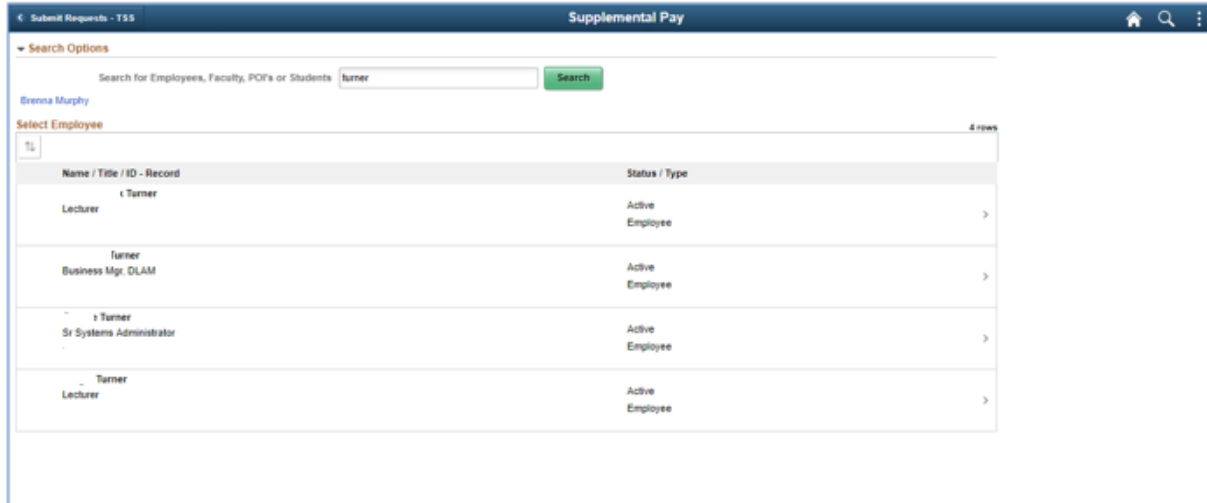 Submit Requests - TSS
Supplemental Pay
Search Options
Search for Employees, Faculty, POI's or Students turner Search
Brenna Murphy
Select Employee
4 rows
Name / Title / ID - Record Status / Type
Turner
Lecturer
Active
Employee
Turner
Business Mgr, DLAM
Active
Employee
Turner
Sr Systems Administrator
Active
Employee
Turner
Lecturer
Active
Employee